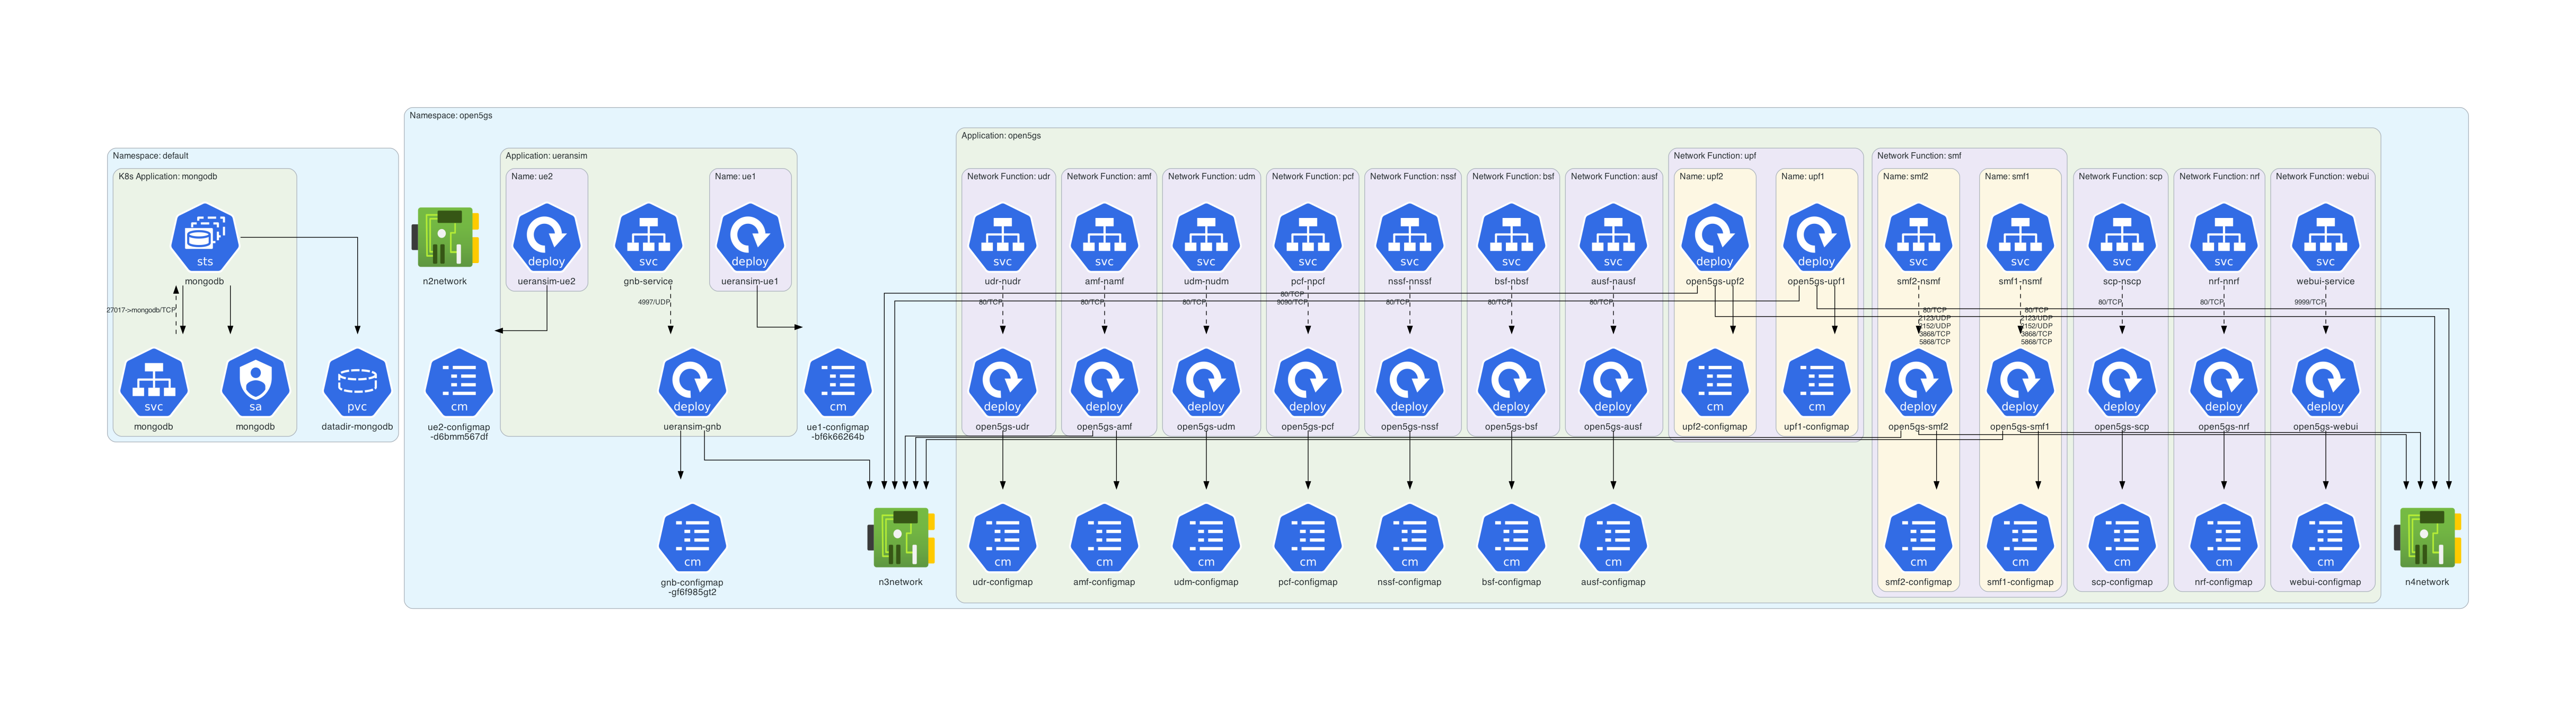 Namespace: open5gs
Application: open5gs
Namespace: default
Application: ueransim
Network Function: upf
Network Function: smf
K8s Application: mongodb
Name: ue2
Name: ue1
Network Function: udr
Network Function: amf
Network Function: udm
Network Function: pcf
Network Function: nssf
Network Function: bsf
Network Function: ausf
Name: upf2
Name: upf1
Name: smf2
Name: smf1
Network Function: scp
Network Function: nrf
Network Function: webui
sts
deploy
svc
deploy
svc
svc
svc
svc
svc
svc
svc
deploy
deploy
svc
svc
svc
svc
svc
mongodb
n2network
ueransim-ue2
gnb-service
ueransim-ue1
udr-nudr
amf-namf
udm-nudm
pcf-npcf
nssf-nnssf
bsf-nbsf
ausf-nausf
open5gs-upf2
open5gs-upf1
smf2-nsmf
smf1-nsmf
scp-nscp
nrf-nnrf
webui-service
27017->mongodb/TCP
4997/UDP
80/TCP
80/TCP
80/TCP
80/TCP
9090/TCP
80/TCP
80/TCP
80/TCP
80/TCP
2123/UDP
2152/UDP
3868/TCP
5868/TCP
80/TCP
2123/UDP
2152/UDP
3868/TCP
5868/TCP
80/TCP
80/TCP
9999/TCP
svc
sa
pvc
cm
deploy
cm
deploy
deploy
deploy
deploy
deploy
deploy
deploy
cm
cm
deploy
deploy
deploy
deploy
deploy
mongodb
mongodb
datadir-mongodb
ue2-configmap
-d6bmm567df
ueransim-gnb
ue1-configmap
-bf6k66264b
open5gs-udr
open5gs-amf
open5gs-udm
open5gs-pcf
open5gs-nssf
open5gs-bsf
open5gs-ausf
upf2-configmap
upf1-configmap
open5gs-smf2
open5gs-smf1
open5gs-scp
open5gs-nrf
open5gs-webui
cm
cm
cm
cm
cm
cm
cm
cm
cm
cm
cm
cm
cm
gnb-configmap
-gf6f985gt2
n3network
udr-configmap
amf-configmap
udm-configmap
pcf-configmap
nssf-configmap
bsf-configmap
ausf-configmap
smf2-configmap
smf1-configmap
scp-configmap
nrf-configmap
webui-configmap
n4network